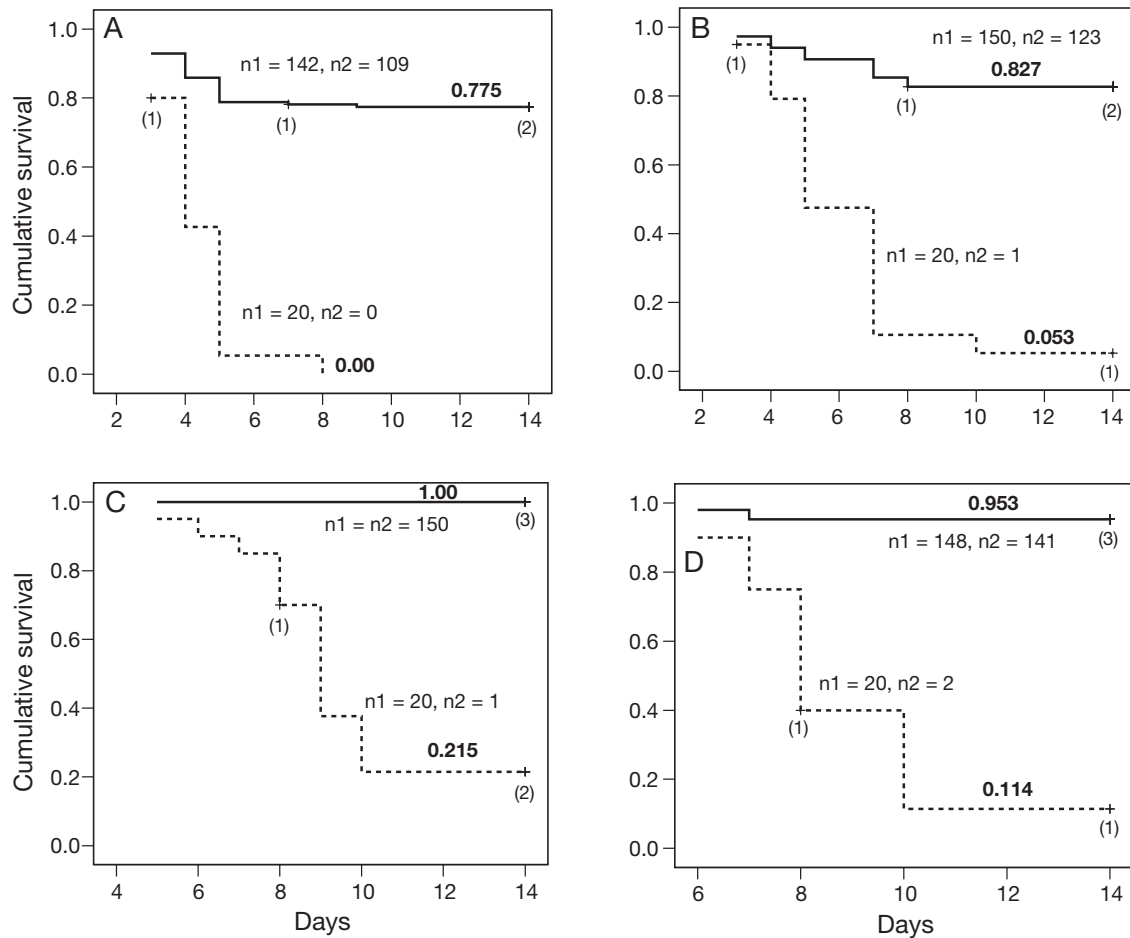 A
Cumulative survival
1.0
0.8
0.6
0.4
0.2
0.0
n1 = 142, n2 = 109
0.775
(1)
(1)
(2)
n1 = 20, n2 = 0
0.00
2 4 6 8 10 12 14
B
1.0
0.8
0.6
0.4
0.2
0.0
n1 = 150, n2 = 123
0.827
(1)
(1)
(2)
n1 = 20, n2 = 1
0.053
(1)
2 4 6 8 10 12 14
C
Cumulative survival
1.0
0.8
0.6
0.4
0.2
0.0
1.00
(3)
n1 = n2 = 150
(1)
n1 = 20, n2 = 1
0.215
(2)
4 6 8 10 12 14
Days
D
1.0
0.8
0.6
0.4
0.2
0.0
0.953
n1 = 148, n2 = 141
(3)
n1 = 20, n2 = 2
(1)
0.114
(1)
6 8 10 12 14
Days